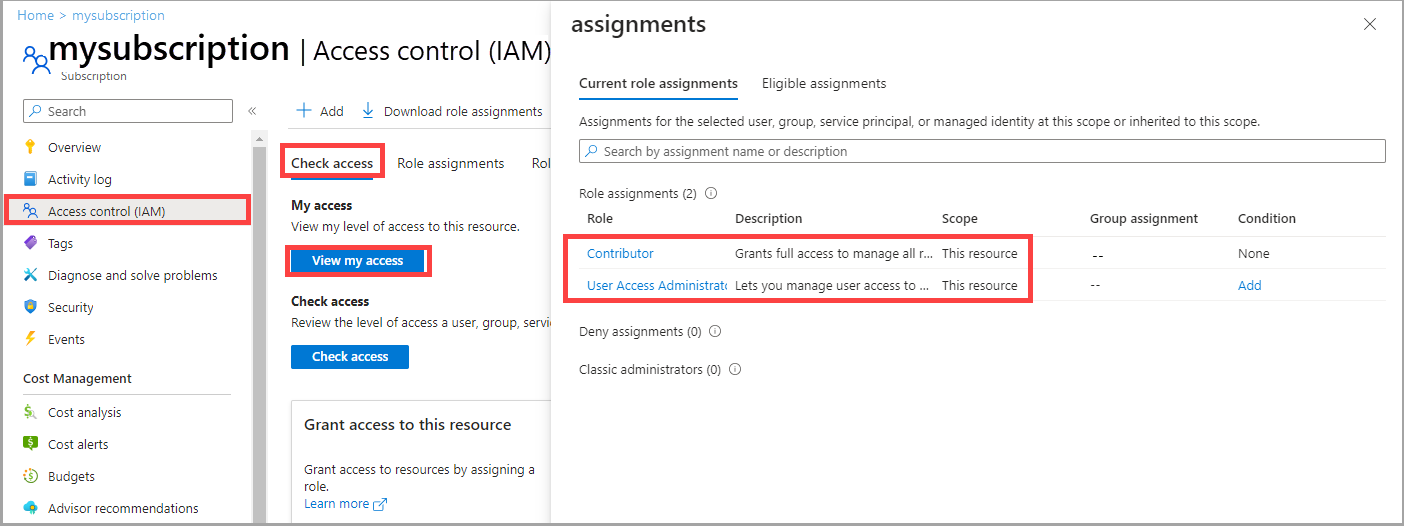 Home > mysubscription
mysubscription | Access control (IAM)
Subscription
Search
«
Overview
Activity log
Access control (IAM)
Tags
Diagnose and solve problems
Security
Events
Cost Management
Cost analysis
Cost alerts
Budgets
Advisor recommendations
+ Add Download role assignments
Check access Role assignments Rol
My access
View my level of access to this resource.
View my access
Check access
Review the level of access a user, group, servic
Check access
Grant access to this resource
Grant access to resources by assigning a
role.
Learn more
assignments
Current role assignments Eligible assignments
Assignments for the selected user, group, service principal, or managed identity at this scope or inherited to this scope.
Search by assignment name or description
Role assignments (2)
Role Description Scope Group assignment Condition
Contributor Grants full access to manage all r... This resource -- None
User Access Administrato Lets you manage user access to ... This resource -- Add
Deny assignments (0)
Classic administrators (0)